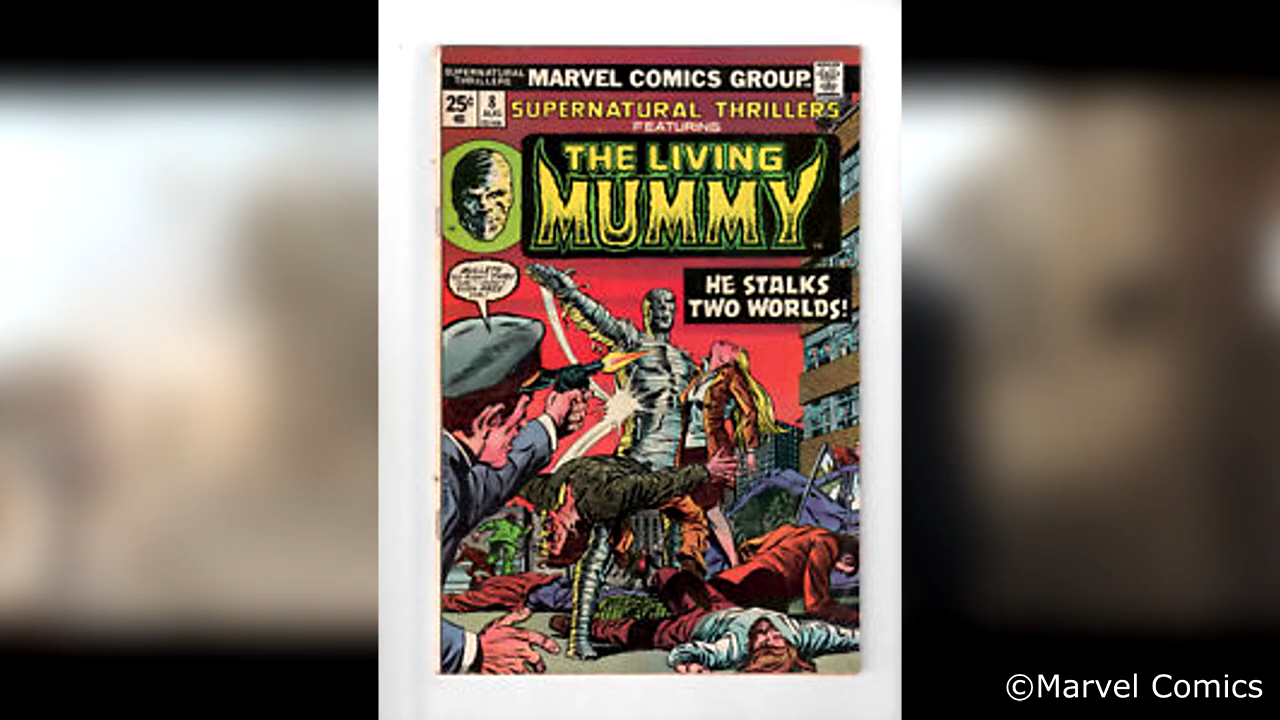 SUPERNATURAL
THRILLERS
MARVEL COMICS GROUP
25¢
8
AUG
SUPERNATURAL THRILLERS
FEATURING
THE LIVING
MUMMY
HE STALKS
TWO WORLDS!
©Marvel Comics